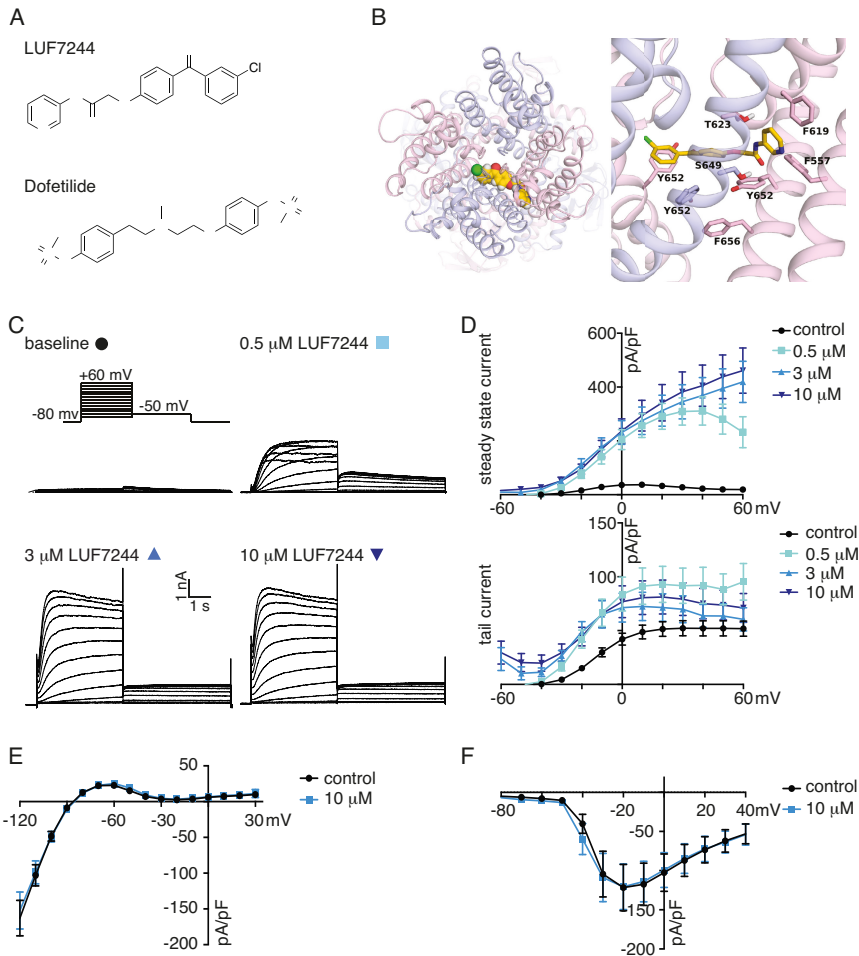 A
LUF7244
Cl
Dofetilide
B
T623
F619
S649
F557
Y652
Y652
Y652
F656
C
baseline
0.5 μM LUF7244
+60 mV
-80 mv
-50 mV
3 μM LUF7244
10 μM LUF7244
1 nA
1 s
D
600
400
pA/pF
steady state current
-60
0
60
mV
control
0.5 μM
3 μM
10 μM
150
100
pA/pF
tail current
-60
0
60
mV
control
0.5 μM
3 μM
10 μM
E
50
-120
-60
-30
30
mV
-50
-100
-150
-200
pA/pF
control
10 μM
F
-80
-60
-20
20
40
mV
-50
-150
-200
pA/pF
control
10 μM